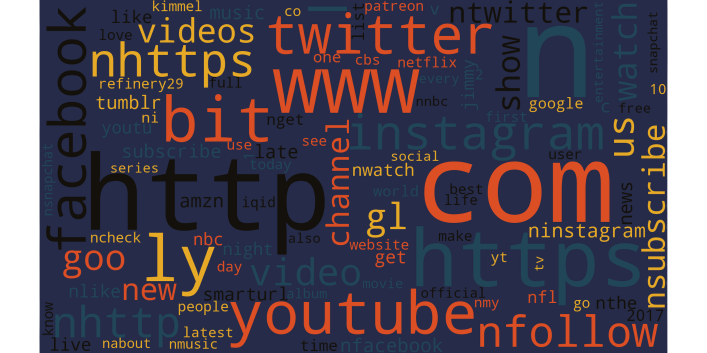 kimmel
co
patreon
v
like
music
list
ntwitter
n
love
videos
twitter
one
cbs
netflix
entertainment
snapchat
watch
nhttps
refinery29
full
www
every
2
jimmy
show
facebook
tumblr
ni
bit
nget
nnbc
google
10
free
youtu
use
see
instagram
first
us
subscribe
late
channel
social
user
series
http
today
nwatch
com
nsubscribe
nsnapchat
amzn
iqid
world
best
life
news
gl
ncheck
nbc
also
website
make
ninstagram
goo
ly
night
get
https
yt
tv
day
video
movie
nlike
new
smarturl
album
official
nmy
nfl
go
nthe
know
nhttp
people
youtube
2017
latest
nfollow
live
nabout
nmusic
time
nfacebook